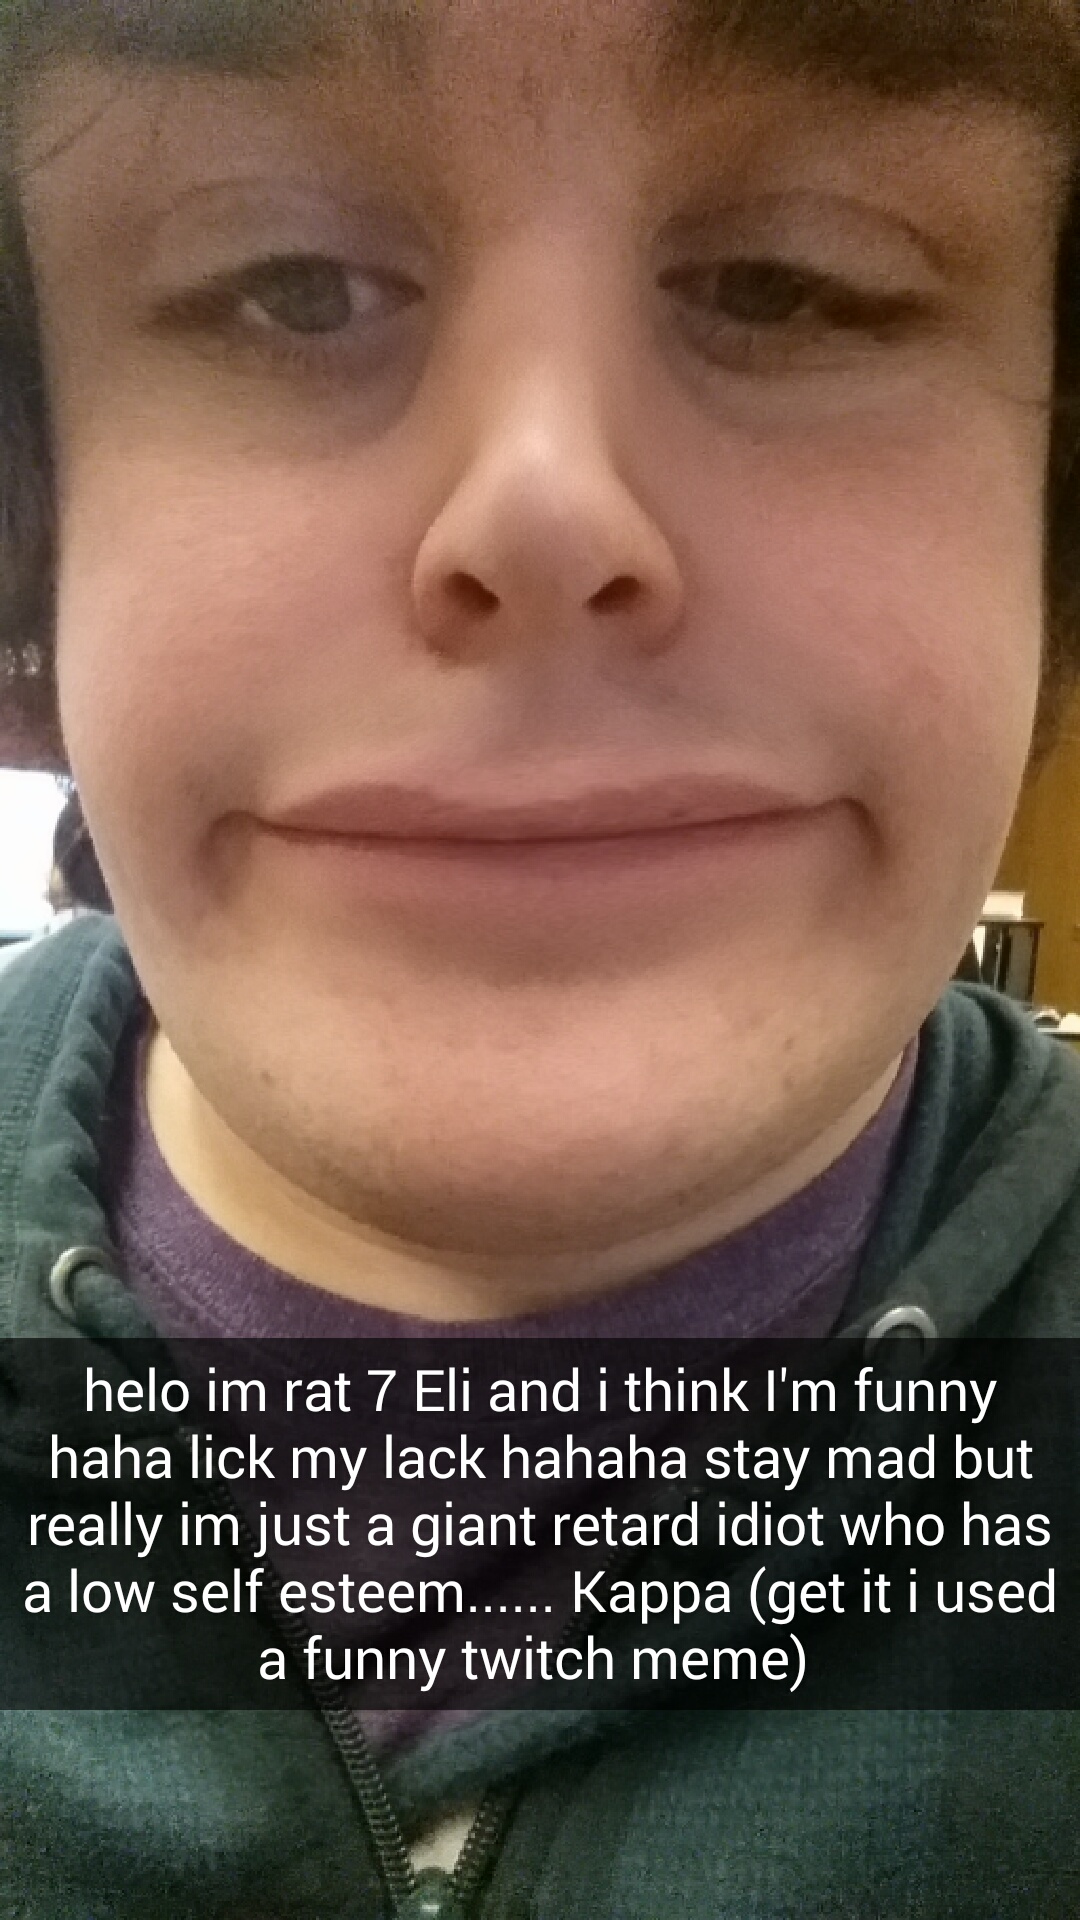 helo im rat 7 Eli and i think I'm funny
haha lick my lack hahaha stay mad but
really im just a giant retard idiot who has
a low self esteem...... Kappa (get it i used
a funny twitch meme)